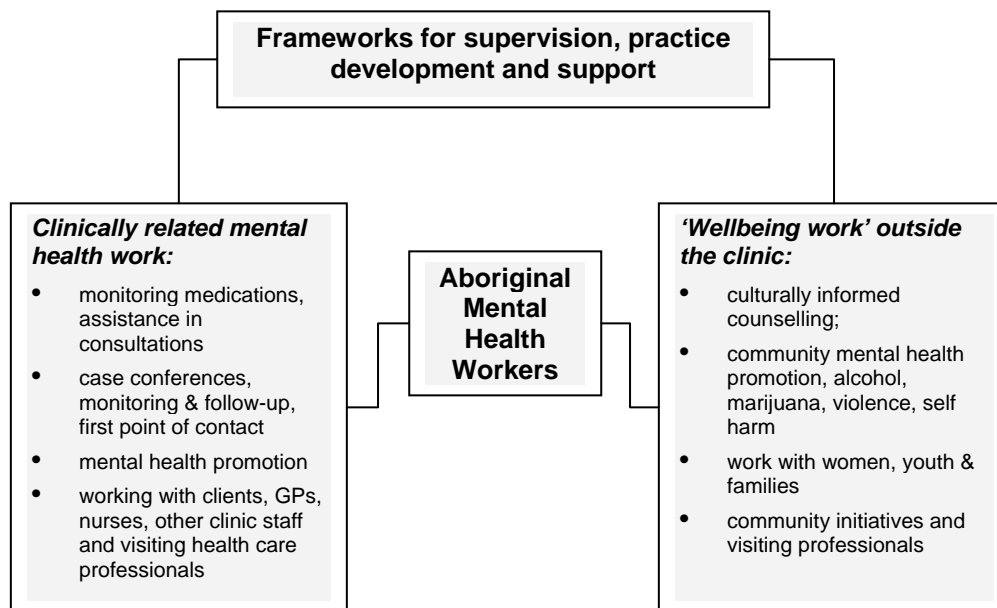 Frameworks for supervision, practice
development and support
Clinically related mental
health work:
• monitoring medications,
assistance in
consultations
• case conferences,
monitoring & follow-up,
first point of contact
• mental health promotion
• working with clients, GPs,
nurses, other clinic staff
and visiting health care
professionals
Aboriginal
Mental
Health
Workers
‘Wellbeing work’ outside
the clinic:
• culturally informed
counselling;
• community mental health
promotion, alcohol,
marijuana, violence, self
harm
• work with women, youth &
families
• community initiatives and
visiting professionals